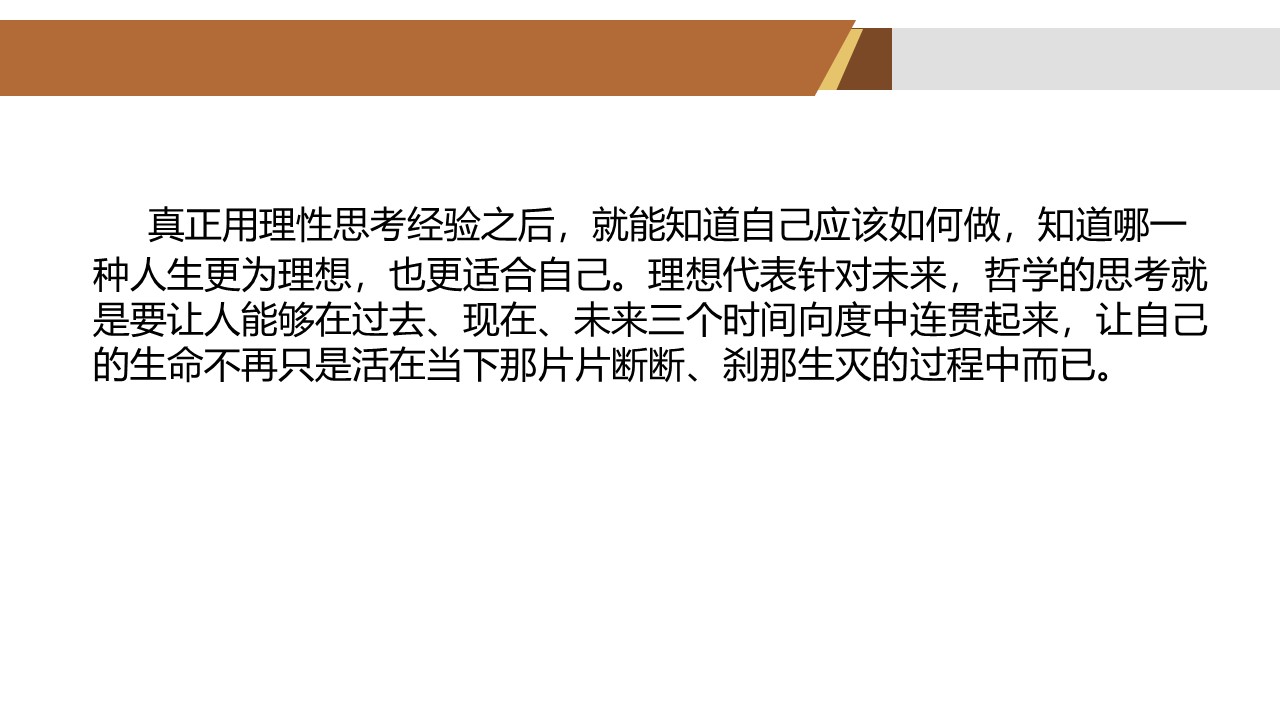 真正用理性思考经验之后，就能知道自己应该如何做，知道哪一
种人生更为理想，也更适合自己。理想代表针对未来，哲学的思考就
是要让人能够在过去、现在、未来三个时间向度中连贯起来，让自己
的生命不再只是活在当下那片片断断、刹那生灭的过程中而已。